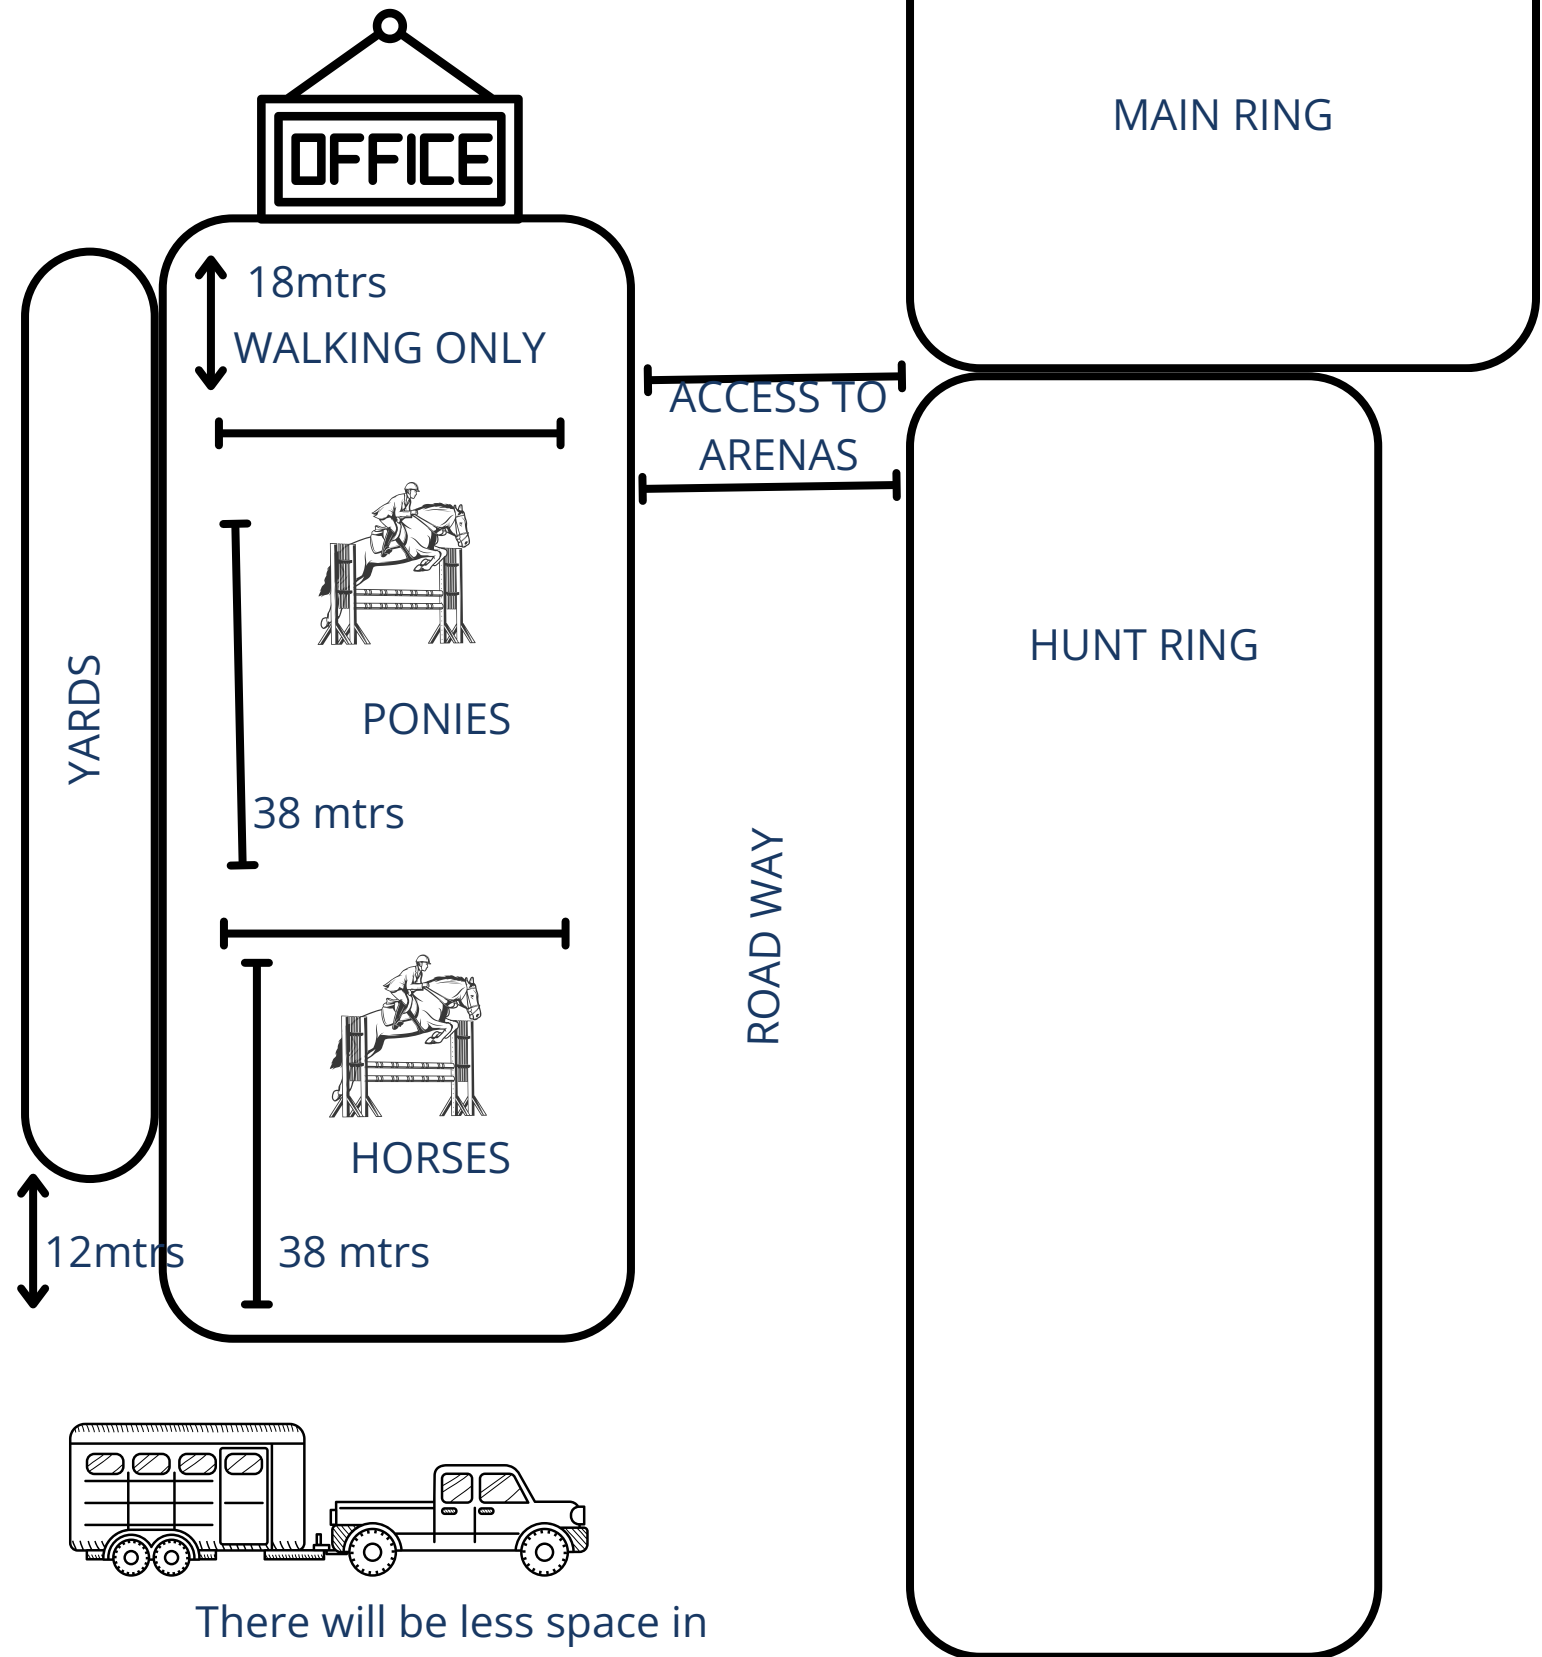 OFFICE
MAIN RING
18mtrs
WALKING ONLY
ACCESS TO
ARENAS
HUNT RING
YARDS
PONIES
38 mtrs
ROAD WAY
HORSES
12mtrs
38 mtrs
There will be less space in